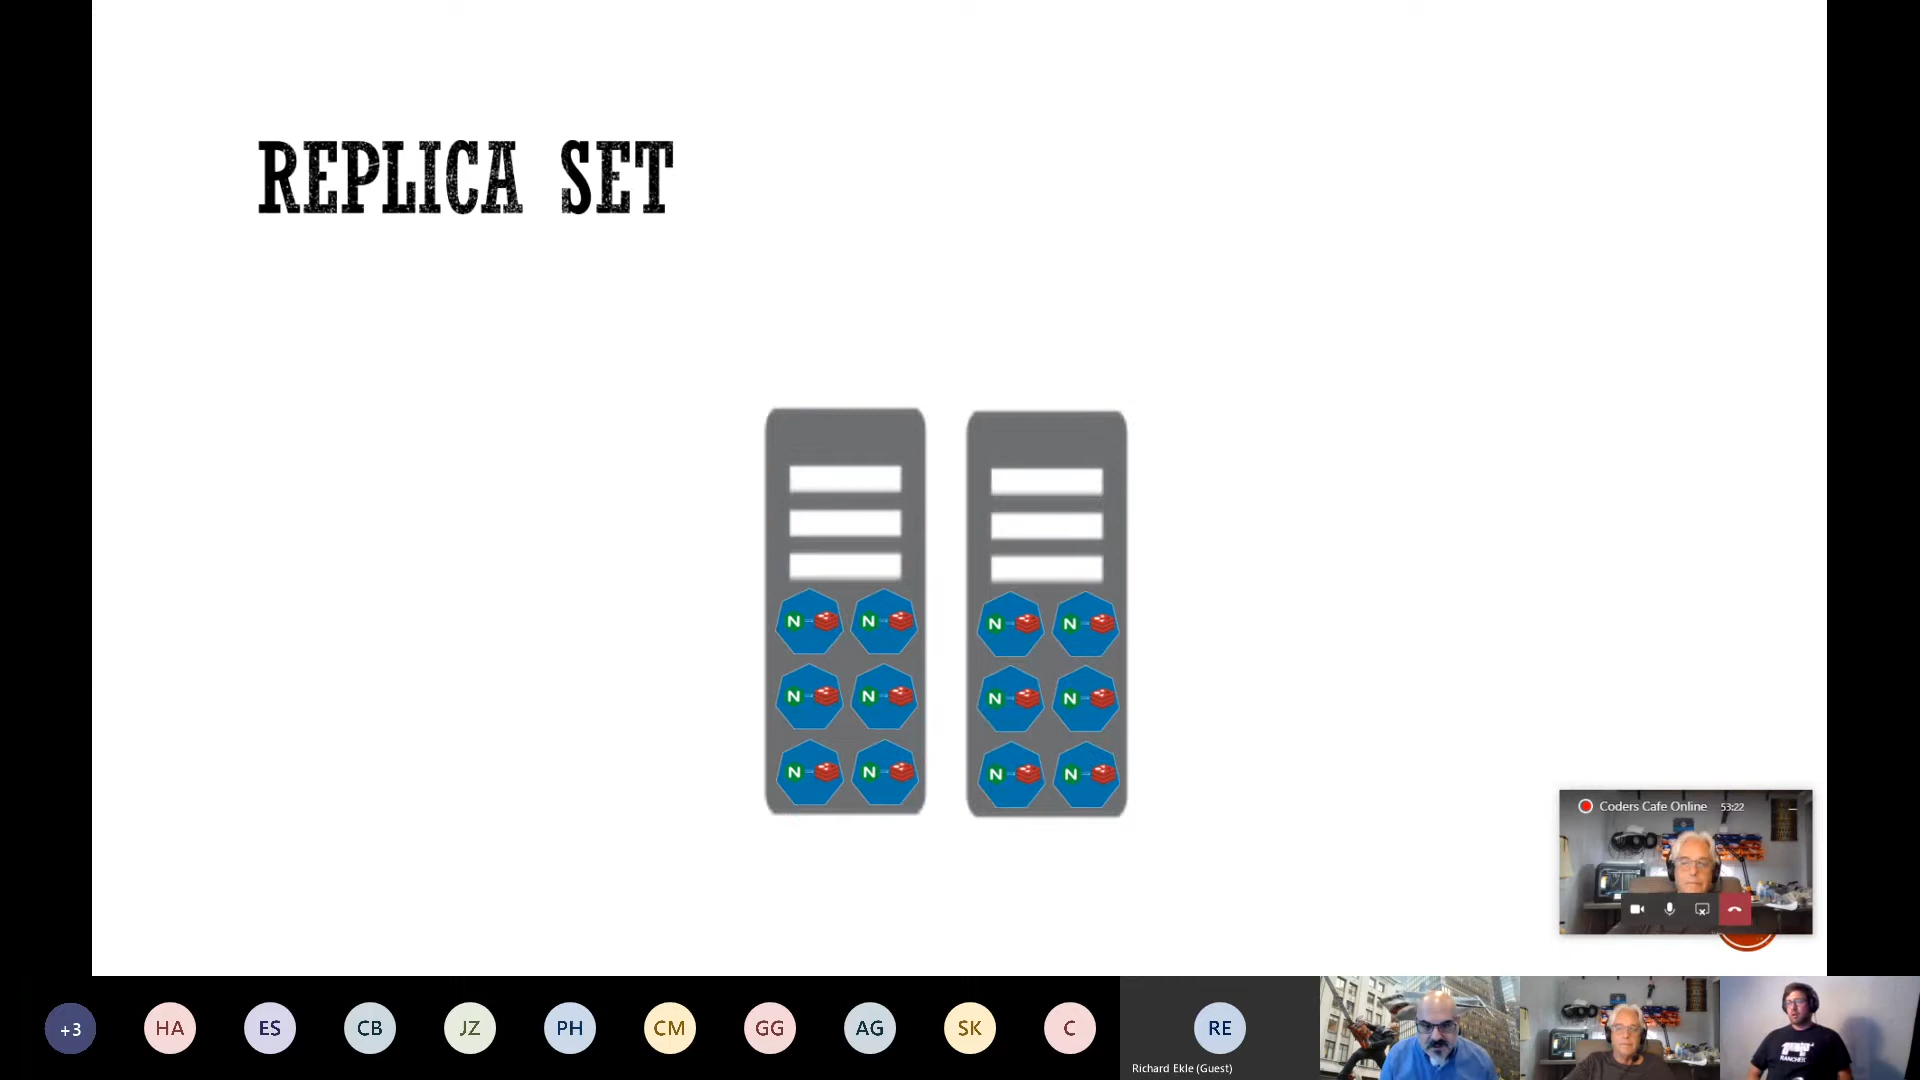 REPLICA SET
N N N N
N N N N
N N N N
Coders Cafe Online 53:22
+3 HA ES CB JZ PH CM GG AG SK C RE
Richard Ekle (Guest)
RANCHER